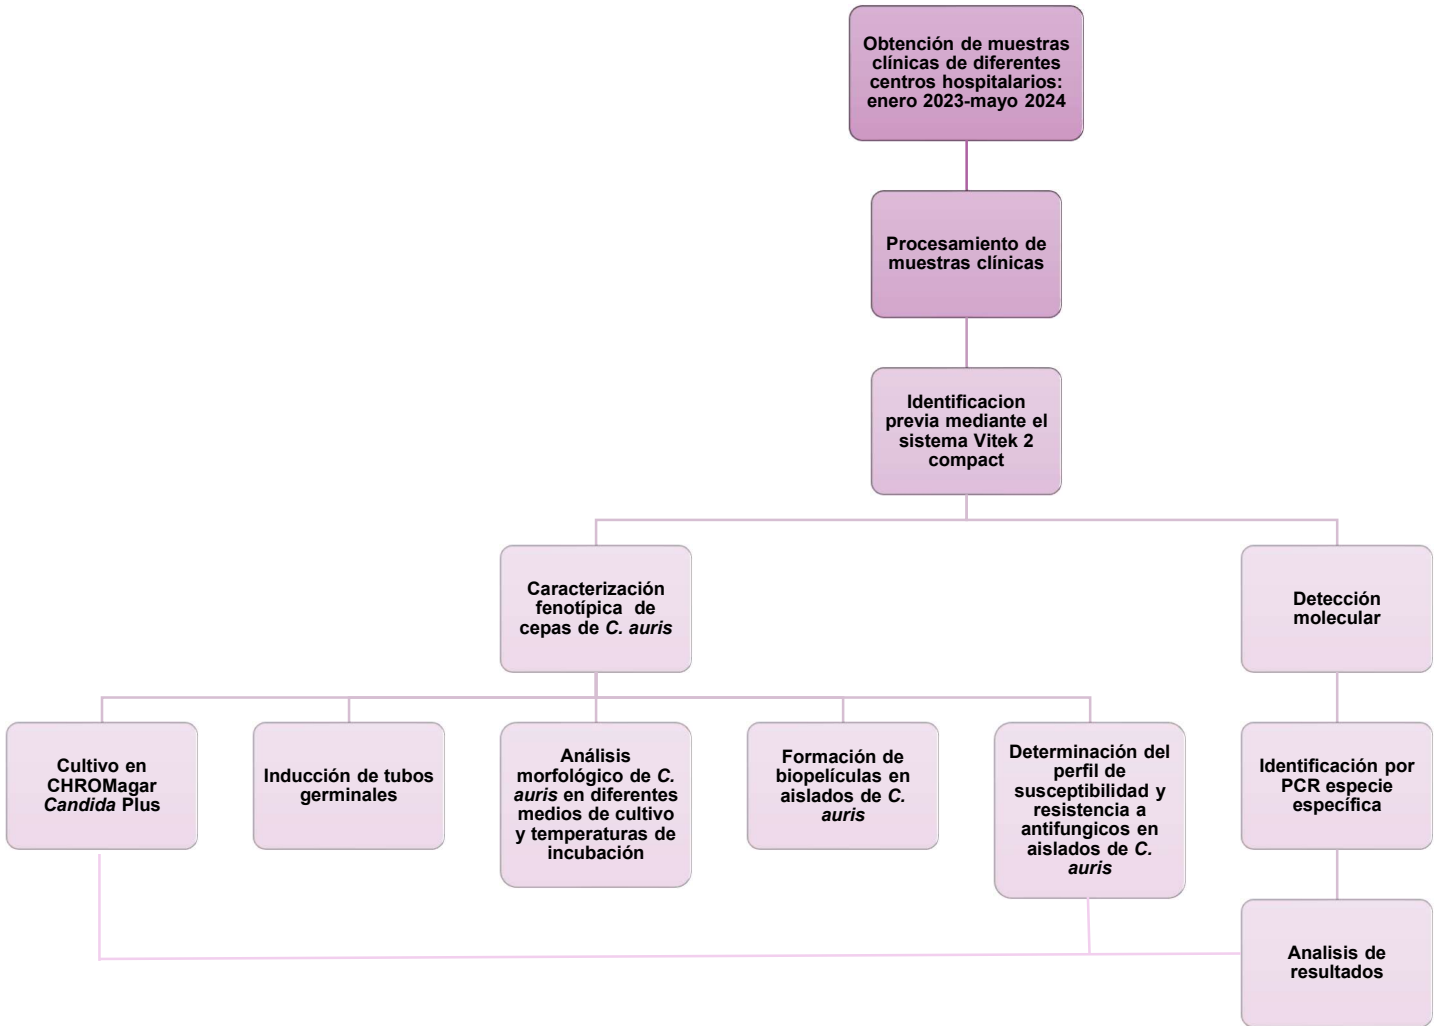 Obtención de muestras
clínicas de diferentes
centros hospitalarios:
enero 2023-mayo 2024
Procesamiento de
muestras clínicas
Identificacion
previa mediante el
sistema Vitek 2
compact
Caracterización
fenotípica de
cepas de C. auris
Detección
molecular
Cultivo en
CHROMagar
Candida Plus
Inducción de tubos
germinales
Análisis
morfológico de C.
auris en diferentes
medios de cultivo
y temperaturas de
incubación
Formación de
biopelículas en
aislados de C.
auris
Determinación del
perfil de
susceptibilidad y
resistencia a
antifungicos en
aislados de C.
auris
Identificación por
PCR especie
específica
Analisis de
resultados